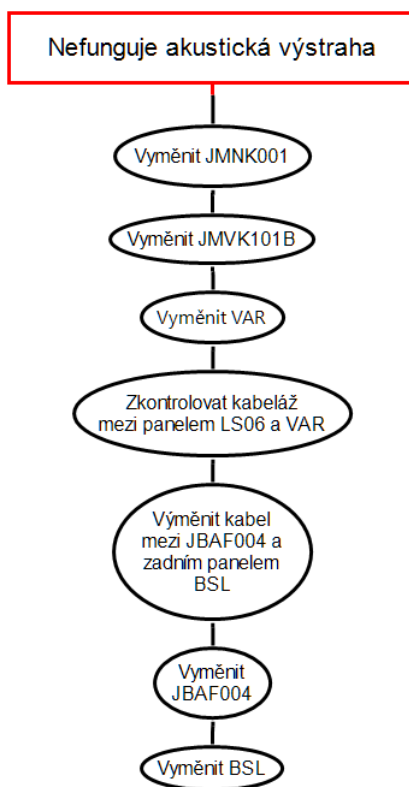 Nefunguje akustická výstraha
Vyměnit JMNK001
Vyměnit JMVK101B
Vyměnit VAR
Zkontrolovat kabeláž
mezi panelem LS06 a VAR
Výměnit kabel
mezi JBAF004 a
zadním panelem
BSL
Vyměnit
JBAF004
Vyměnit BSL